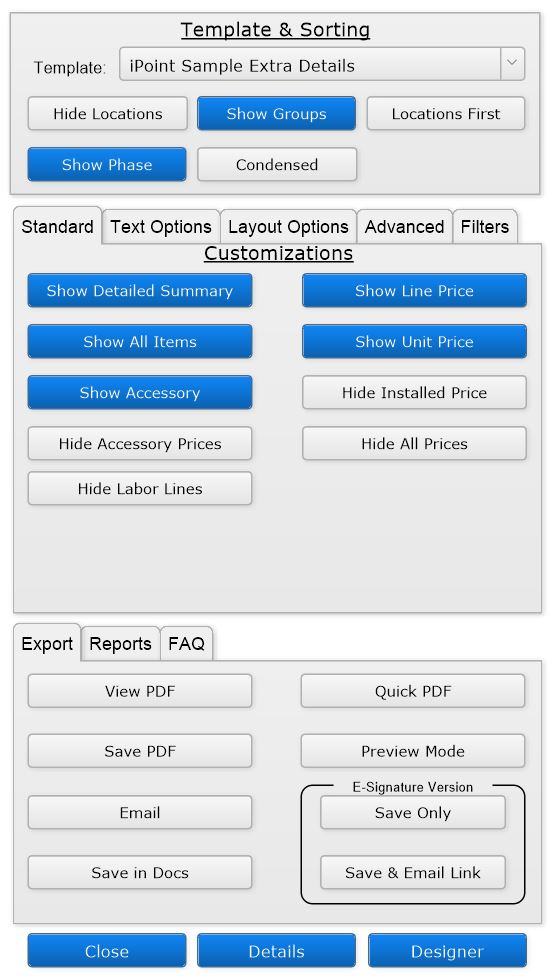 Template & Sorting
Template: iPoint Sample Extra Details
Hide Locations Show Groups Locations First
Show Phase Condensed
Standard Text Options Layout Options Advanced Filters
Customizations
Show Detailed Summary Show Line Price
Show All Items Show Unit Price
Show Accessory Hide Installed Price
Hide Accessory Prices Hide All Prices
Hide Labor Lines
Export Reports FAQ
View PDF Quick PDF
Save PDF Preview Mode
E-Signature Version
Email Save Only
Save in Docs Save & Email Link
Close Details Designer